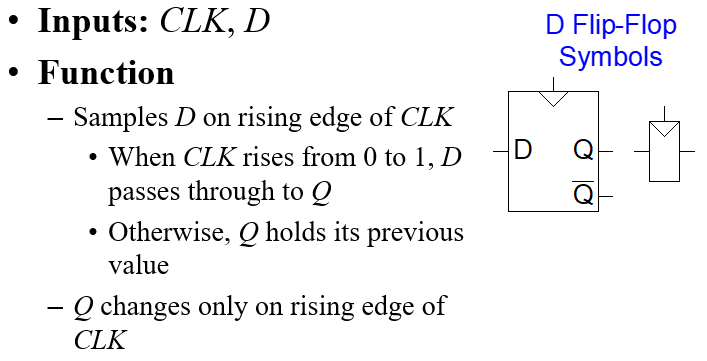 • Inputs: CLK, D
• Function
– Samples D on rising edge of CLK
• When CLK rises from 0 to 1, D
passes through to Q
• Otherwise, Q holds its previous
value
– Q changes only on rising edge of
CLK
D Flip-Flop
Symbols
D Q
Q̅